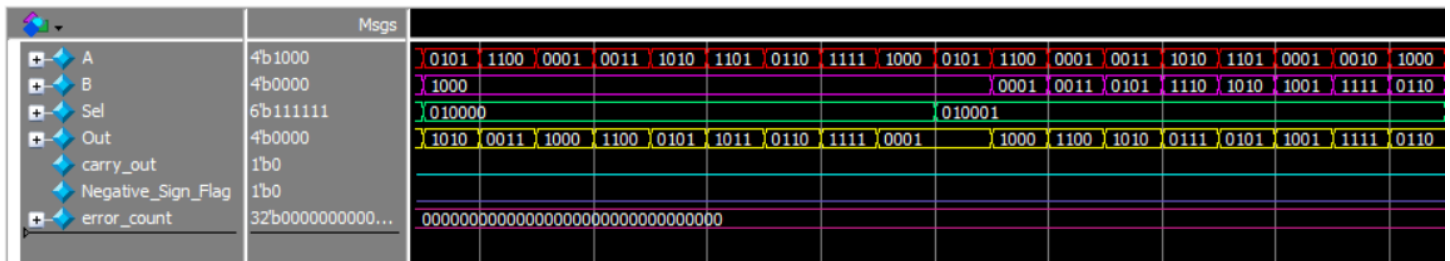 Msgs
A 4'b1000 0101 1100 0001 0011 1010 1101 0110 1111 1000 0101 1100 0001 0011 1010 1101 0001 0010 1000
B 4'b0000 1000 0001 0011 0101 1110 1010 1001 1111 0110
Sel 6'b111111 010000 010001
Out 4'b0000 1010 0011 1000 1100 0101 1011 0110 1111 0001 1000 1100 1010 0111 0101 1001 1111 0110
carry_out 1'b0
Negative_Sign_Flag 1'b0
error_count 32'b0000000000... 00000000000000000000000000000000